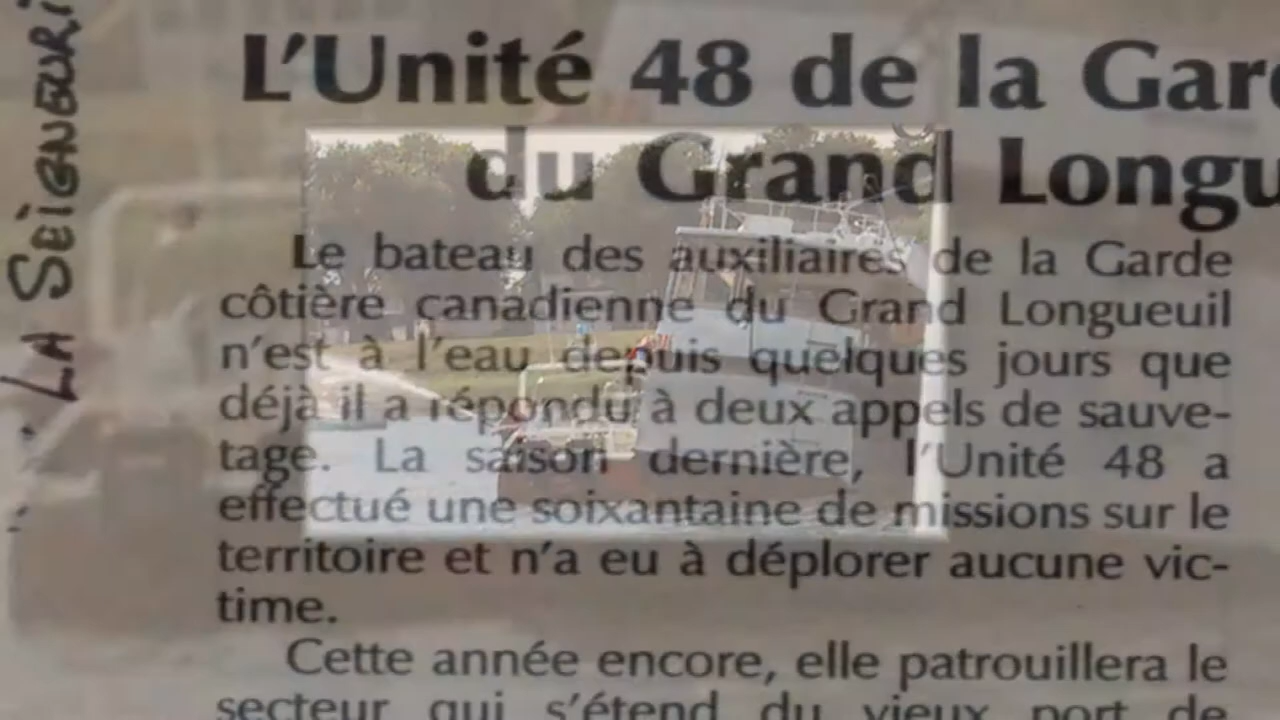 LA SEIGNEURI
L'Unité 48 de la Gar
du Grand Longu
Le bateau des auxiliaires de la Garde
côtière canadienne du Grand Longueuil
n'est à l'eau depuis quelques jours que
déjà il a répondu à deux appels de sauve-
tage. La saison dernière, l'Unité 48 a
effectué une soixantaine de missions sur le
territoire et n'a eu à déplorer aucune vic-
time.
Cette année encore, elle patrouillera le
secteur qui s'étend du vieux port de